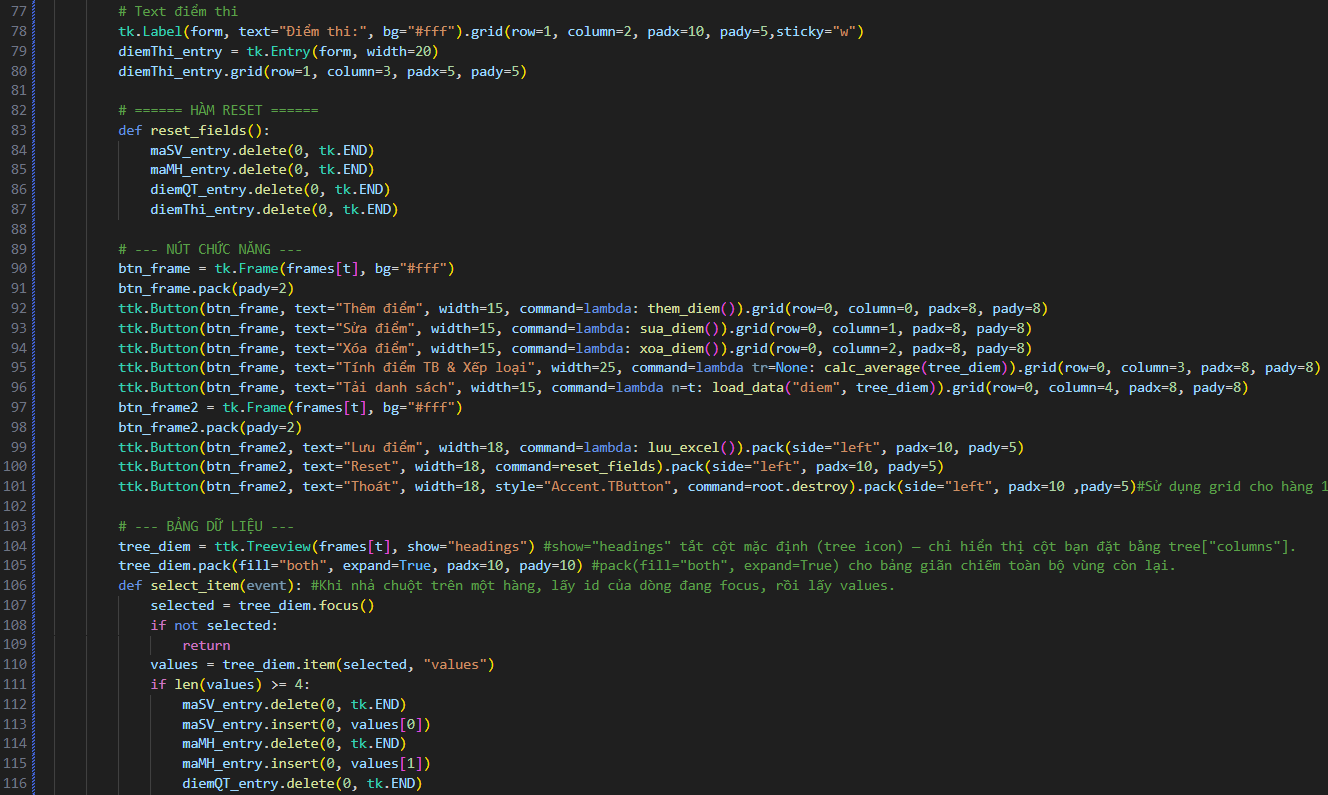 77 # Text điểm thi
78 tk.Label(form, text="Điểm thi:", bg="#fff").grid(row=1, column=2, padx=10, pady=5,sticky="w")
79 diemThi_entry = tk.Entry(form, width=20)
80 diemThi_entry.grid(row=1, column=3, padx=5, pady=5)
81
82 # ====== HÀM RESET ======
83 def reset_fields():
84 maSV_entry.delete(0, tk.END)
85 maMH_entry.delete(0, tk.END)
86 diemQT_entry.delete(0, tk.END)
87 diemThi_entry.delete(0, tk.END)
88
89 # --- NÚT CHỨC NĂNG ---
90 btn_frame = tk.Frame(frames[t], bg="#fff")
91 btn_frame.pack(pady=2)
92 ttk.Button(btn_frame, text="Thêm điểm", width=15, command=lambda: them_diem()).grid(row=0, column=0, padx=8, pady=8)
93 ttk.Button(btn_frame, text="Sửa điểm", width=15, command=lambda: sua_diem()).grid(row=0, column=1, padx=8, pady=8)
94 ttk.Button(btn_frame, text="Xóa điểm", width=15, command=lambda: xoa_diem()).grid(row=0, column=2, padx=8, pady=8)
95 ttk.Button(btn_frame, text="Tính điểm TB & Xếp loại", width=25, command=lambda tr=None: calc_average(tree_diem)).grid(row=0, column=3, padx=8, pady=8)
96 ttk.Button(btn_frame, text="Tải danh sách", width=15, command=lambda n=t: load_data("diem", tree_diem)).grid(row=0, column=4, padx=8, pady=8)
97 btn_frame2 = tk.Frame(frames[t], bg="#fff")
98 btn_frame2.pack(pady=2)
99 ttk.Button(btn_frame2, text="Lưu điểm", width=18, command=lambda: luu_excel()).pack(side="left", padx=10, pady=5)
100 ttk.Button(btn_frame2, text="Reset", width=18, command=reset_fields).pack(side="left", padx=10, pady=5)
101 ttk.Button(btn_frame2, text="Thoát", width=18, style="Accent.TButton", command=root.destroy).pack(side="left", padx=10 ,pady=5)#Sử dụng grid cho hàng 1
102
103 # --- BẢNG DỮ LIỆU ---
104 tree_diem = ttk.Treeview(frames[t], show="headings") #show="headings" tắt cột mặc định (tree icon) — chỉ hiển thị cột bạn đặt bằng tree["columns"].
105 tree_diem.pack(fill="both", expand=True, padx=10, pady=10) #pack(fill="both", expand=True) cho bảng giãn chiếm toàn bộ vùng còn lại.
106 def select_item(event): #Khi nhả chuột trên một hàng, lấy id của dòng đang focus, rồi lấy values.
107 selected = tree_diem.focus()
108 if not selected:
109 return
110 values = tree_diem.item(selected, "values")
111 if len(values) >= 4:
112 maSV_entry.delete(0, tk.END)
113 maSV_entry.insert(0, values[0])
114 maMH_entry.delete(0, tk.END)
115 maMH_entry.insert(0, values[1])
116 diemQT_entry.delete(0, tk.END)